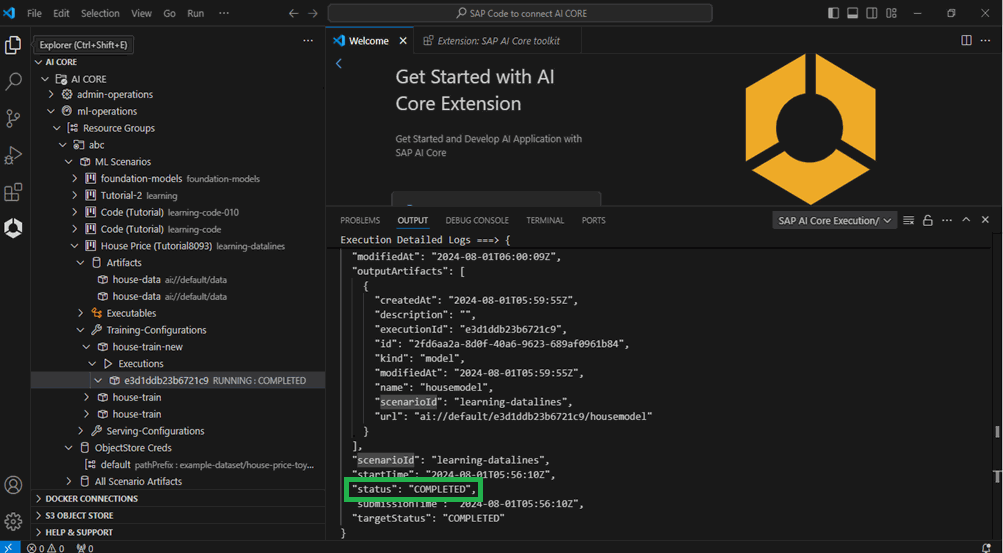 File Edit Selection View Go Run ···
SAP Code to connect AI CORE
Explorer (Ctrl+Shift+E)
AI CORE
AI CORE
admin-operations
ml-operations
Resource Groups
abc
ML Scenarios
foundation-models foundation-models
Tutorial-2 learning
Code (Tutorial) learning-code-010
Code (Tutorial) learning-code
House Price (Tutorial8093) learning-datalines
Artifacts
house-data ai://default/data
house-data ai://default/data
Executables
Training-Configurations
house-train-new
Executions
e3d1ddb23b6721c9 RUNNING : COMPLETED
house-train
house-train
Serving-Configurations
ObjectStore Creds
default pathPrefix : example-dataset/house-price-toy...
All Scenario Artifacts
DOCKER CONNECTIONS
S3 OBJECT STORE
HELP & SUPPORT
Welcome
Extension: SAP AI Core toolkit
Get Started with AI
Core Extension
Get Started and Develop AI Application with
SAP AI Core
PROBLEMS OUTPUT DEBUG CONSOLE TERMINAL PORTS
SAP AI Core Execution/
Execution Detailed Logs ===> {
"modifiedAt": "2024-08-01T06:00:09Z",
"outputArtifacts": [
{
"createdAt": "2024-08-01T05:59:55Z",
"description": "",
"executionId": "e3d1ddb23b6721c9",
"id": "2fd6aa2a-8d0f-40a6-9623-689af0961b84",
"kind": "model",
"modifiedAt": "2024-08-01T05:59:55Z",
"name": "housemodel",
"scenarioId": "learning-datalines",
"url": "ai://default/e3d1ddb23b6721c9/housemodel"
}
],
"scenarioId": "learning-datalines",
"startTime": "2024-08-01T05:56:10Z",
"status": "COMPLETED",
"submissionTime": "2024-08-01T05:56:10Z",
"targetStatus": "COMPLETED"
}
0 0 0